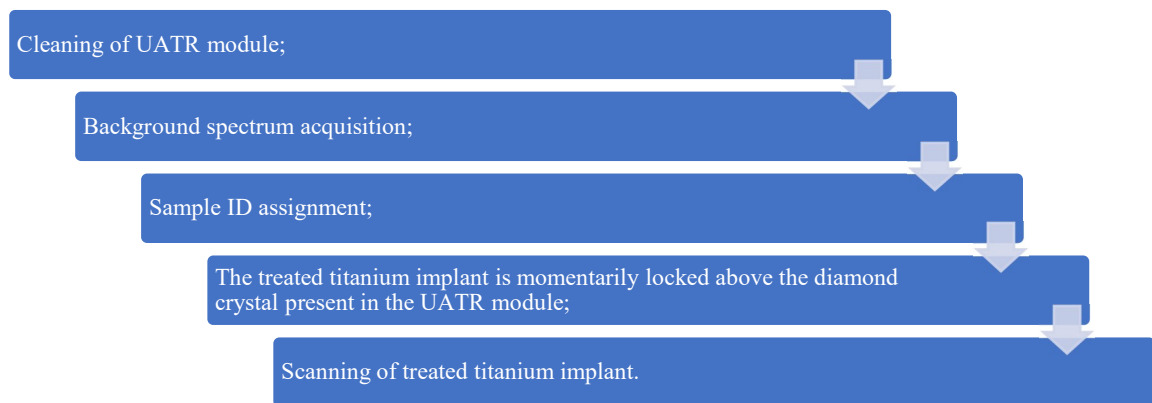 Cleaning of UATR module;
Background spectrum acquisition;
Sample ID assignment;
The treated titanium implant is momentarily locked above the diamond
crystal present in the UATR module;
Scanning of treated titanium implant.